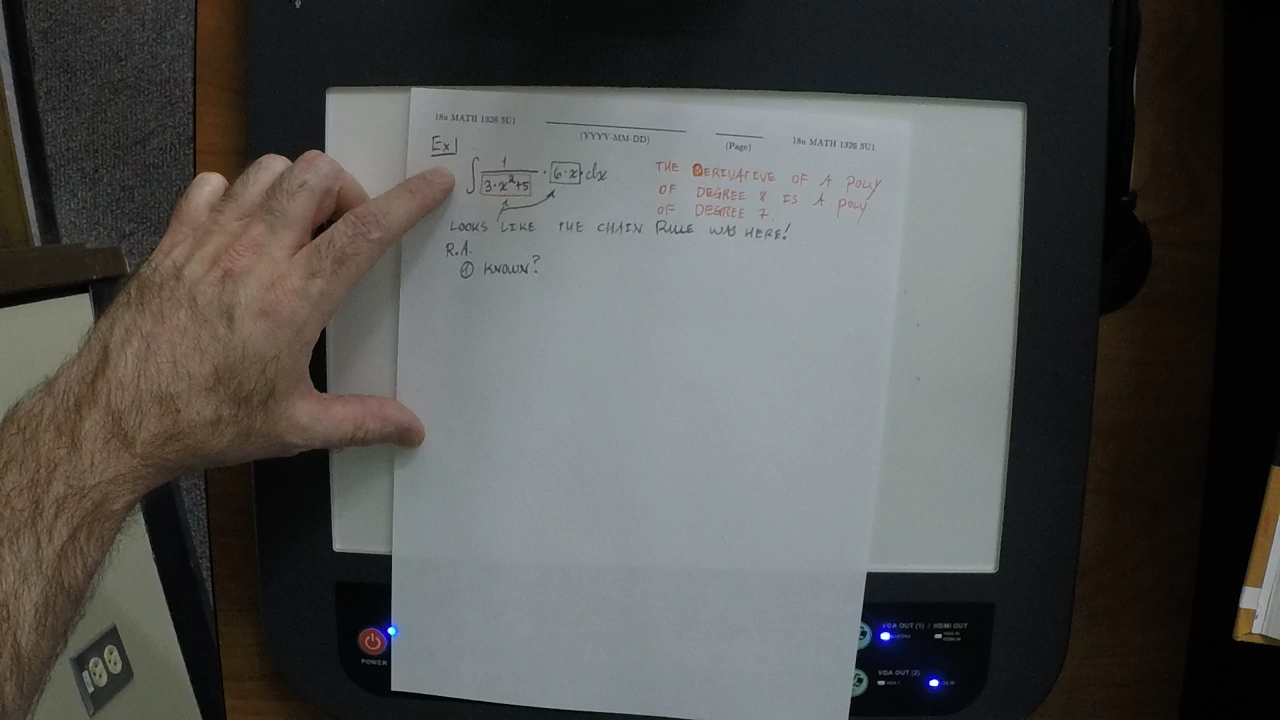 18u MATH 1326 5U1
(YYYY-MM-DD)
(Page)
18u MATH 1326 5U1
Ex1
∫ 1/(3·x²+5) · 6·x · dx
THE DERIVATIVE OF A POLY
OF DEGREE 8 IS A POLY
OF DEGREE 7.
LOOKS LIKE THE CHAIN RULE WAS HERE!
R.A.
① KNOWN?
POWER
VGA OUT (1) / HDMI OUT
VGA OUT (2)